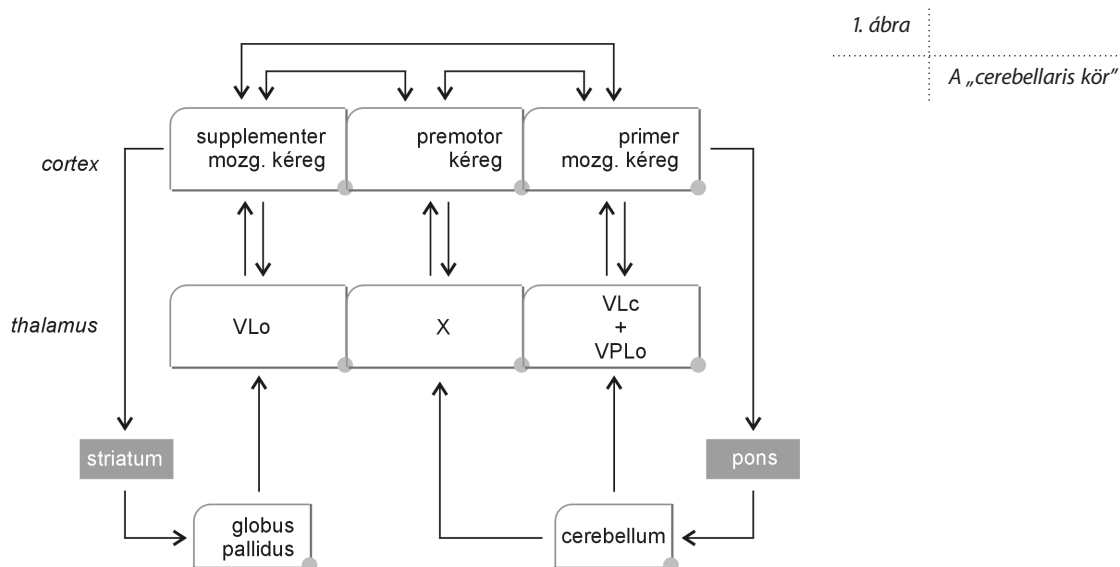 1. ábra
A „cerebellaris kör”
cortex
supplementer
mozg. kéreg
premotor
kéreg
primer
mozg. kéreg
thalamus
VLo
X
VLc
+
VPLo
striatum
pons
globus
pallidus
cerebellum